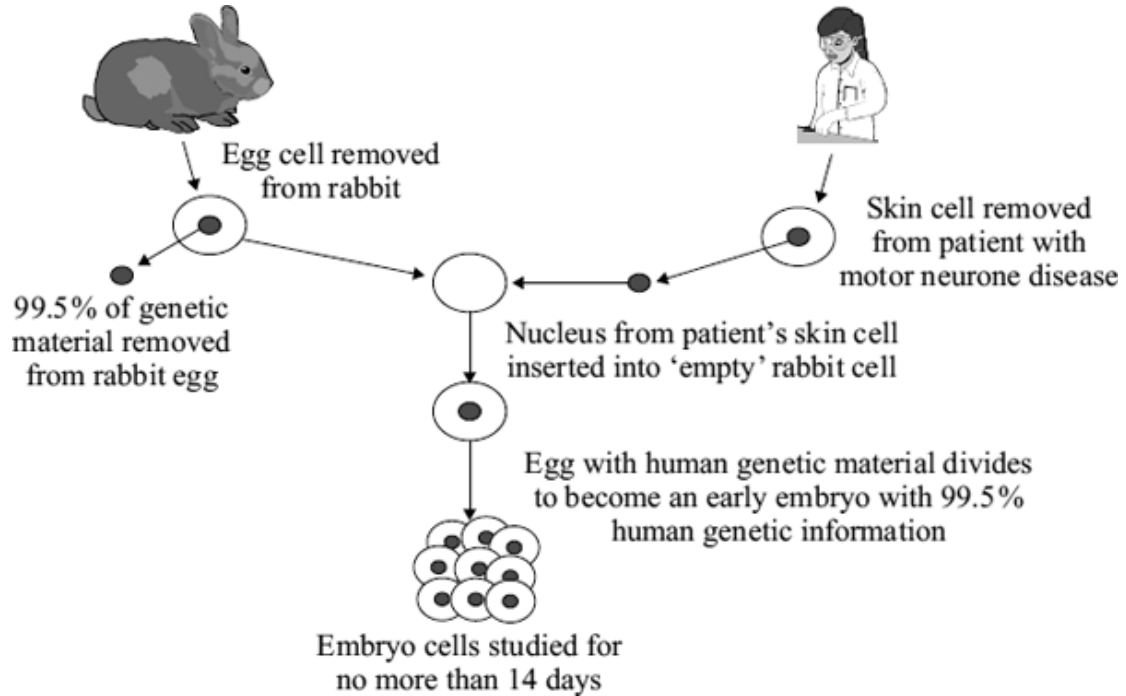 Egg cell removed
from rabbit
Skin cell removed
from patient with
motor neurone disease
99.5% of genetic
material removed
from rabbit egg
Nucleus from patient’s skin cell
inserted into ‘empty’ rabbit cell
Egg with human genetic material divides
to become an early embryo with 99.5%
human genetic information
Embryo cells studied for
no more than 14 days